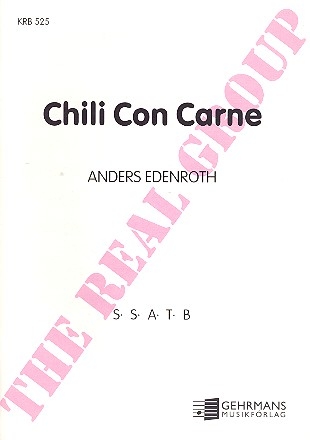 KRB 525
THE REAL GROUP
Chili Con Carne
ANDERS EDENROTH
S· S· A· T· B
GEHRMANS
MUSIKFÖRLAG